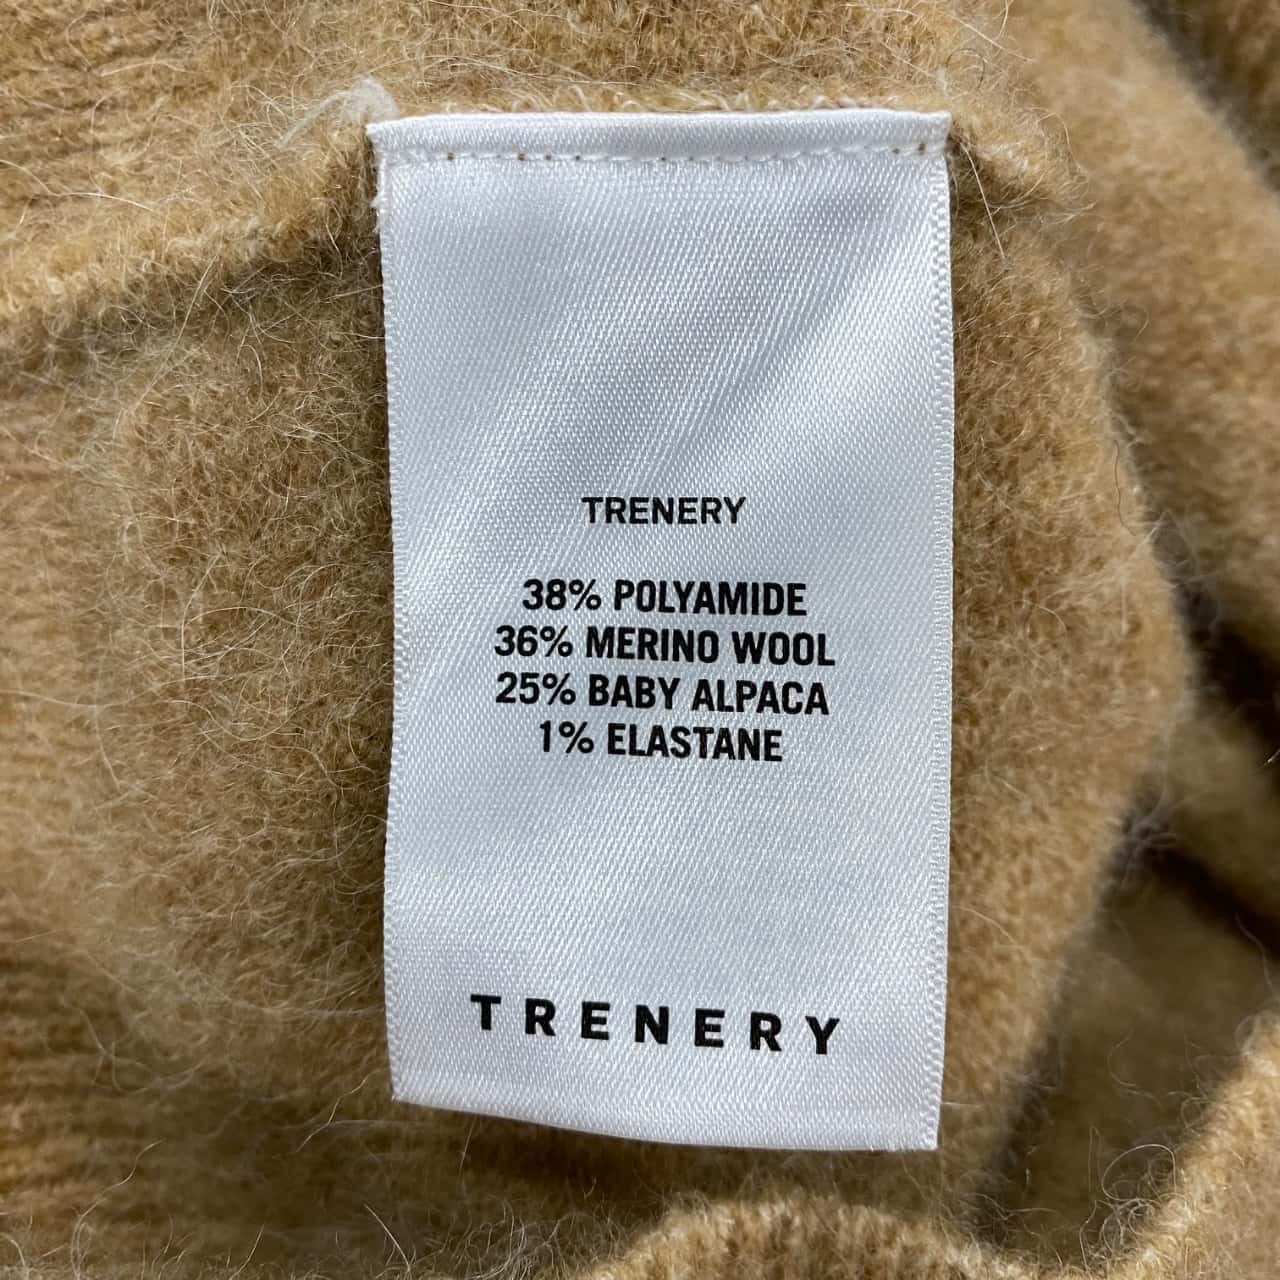 TRENERY
38% POLYAMIDE
36% MERINO WOOL
25% BABY ALPACA
1% ELASTANE
TRENERY